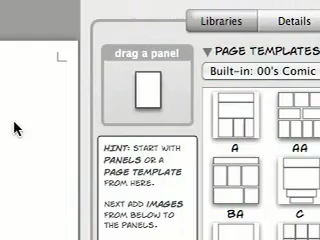 Libraries Details
drag a panel
PAGE TEMPLATES
Built-in: 00's Comic
A AA
BA C
HINT: START WITH
PANELS OR A
PAGE TEMPLATE
FROM HERE.
NEXT ADD IMAGES
FROM BELOW TO
THE PANELS.